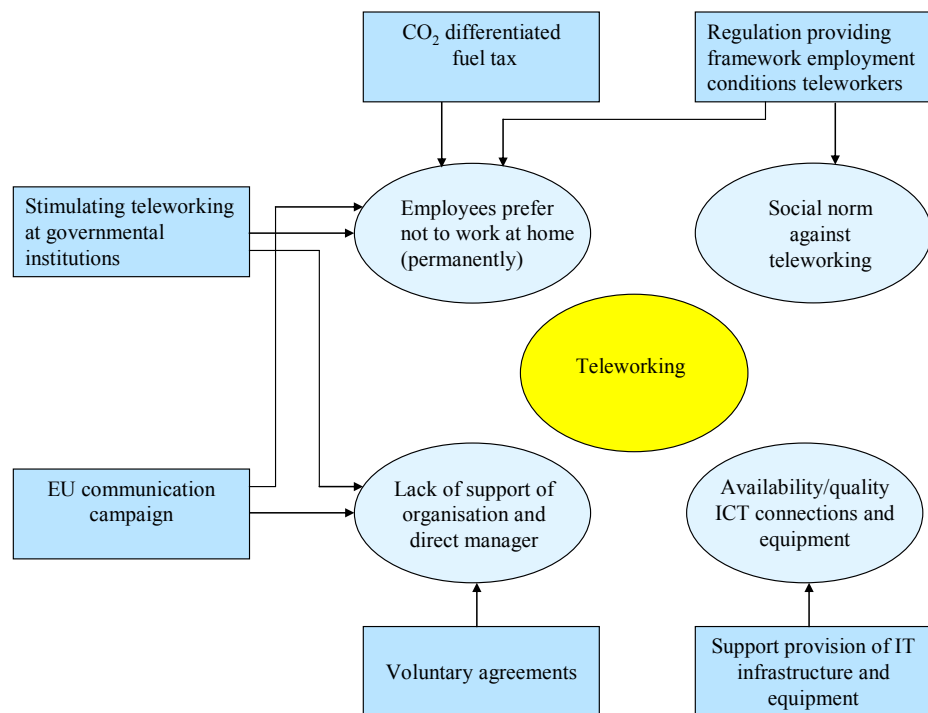 CO₂ differentiated
fuel tax
Regulation providing
framework employment
conditions teleworkers
Stimulating teleworking
at governmental
institutions
Employees prefer
not to work at home
(permanently)
Social norm
against
teleworking
Teleworking
EU communication
campaign
Lack of support of
organisation and
direct manager
Availability/quality
ICT connections and
equipment
Voluntary agreements
Support provision of IT
infrastructure and
equipment